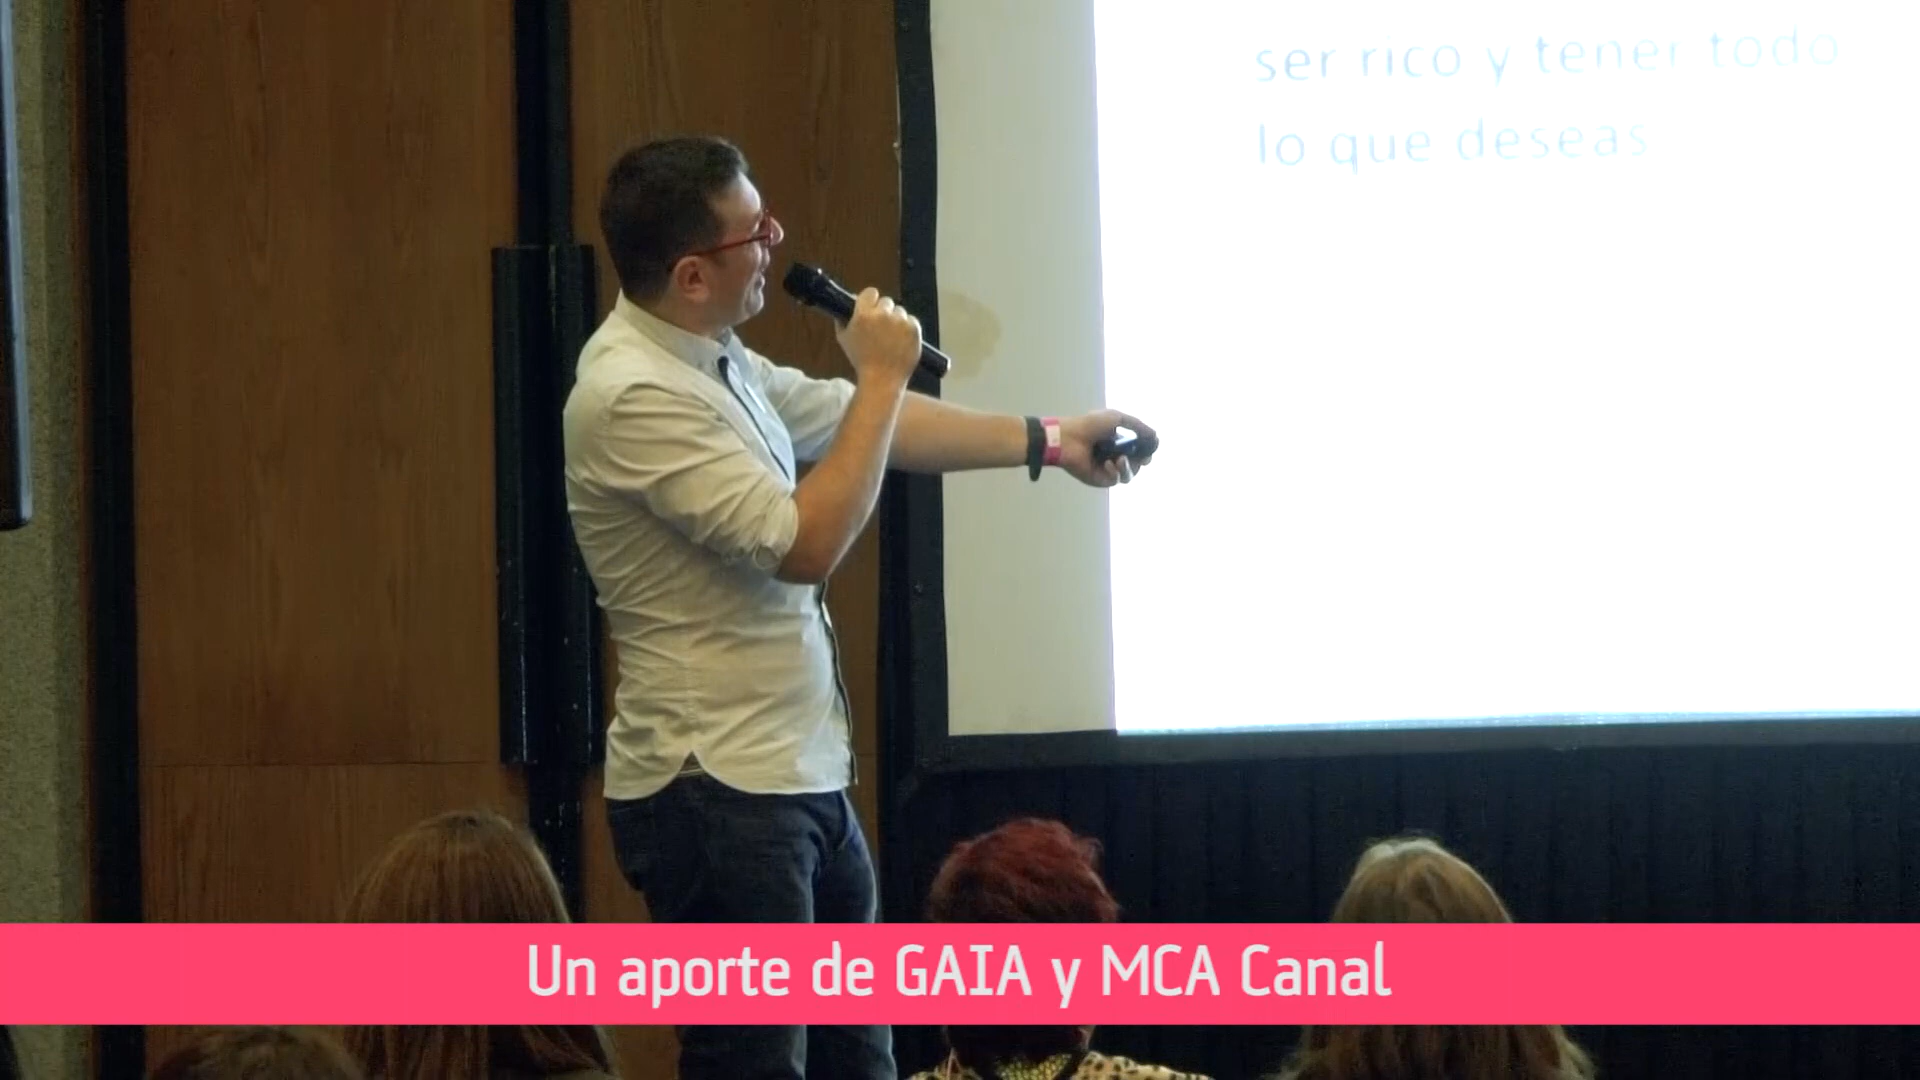 ser rico y tener todo
lo que deseas
Un aporte de GAIA y MCA Canal